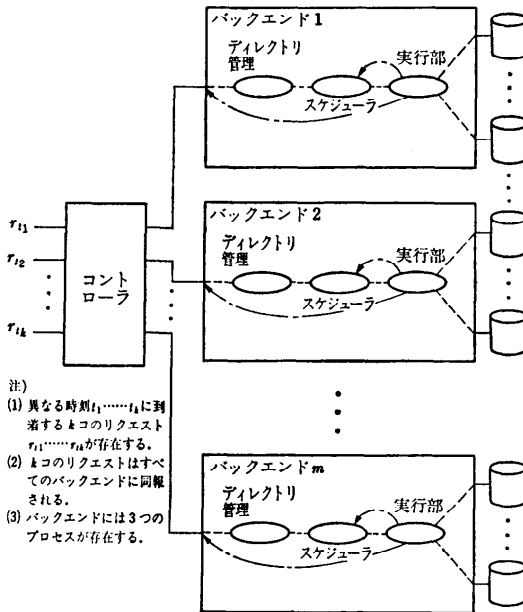 バックエンド1
ディレクトリ
管理
実行部
スケジューラ
バックエンド2
ディレクトリ
管理
実行部
スケジューラ
r_{t1}
r_{t2}
r_{tk}
コント
ローラ
注)
(1) 異なる時刻t_1……t_kに到
着するkコのリクエスト
r_{t1}……r_{tk}が存在する。
(2) kコのリクエストはすべ
てのバックエンドに同報
される。
(3) バックエンドには3つの
プロセスが存在する。
バックエンドm
ディレクトリ
管理
実行部
スケジューラ